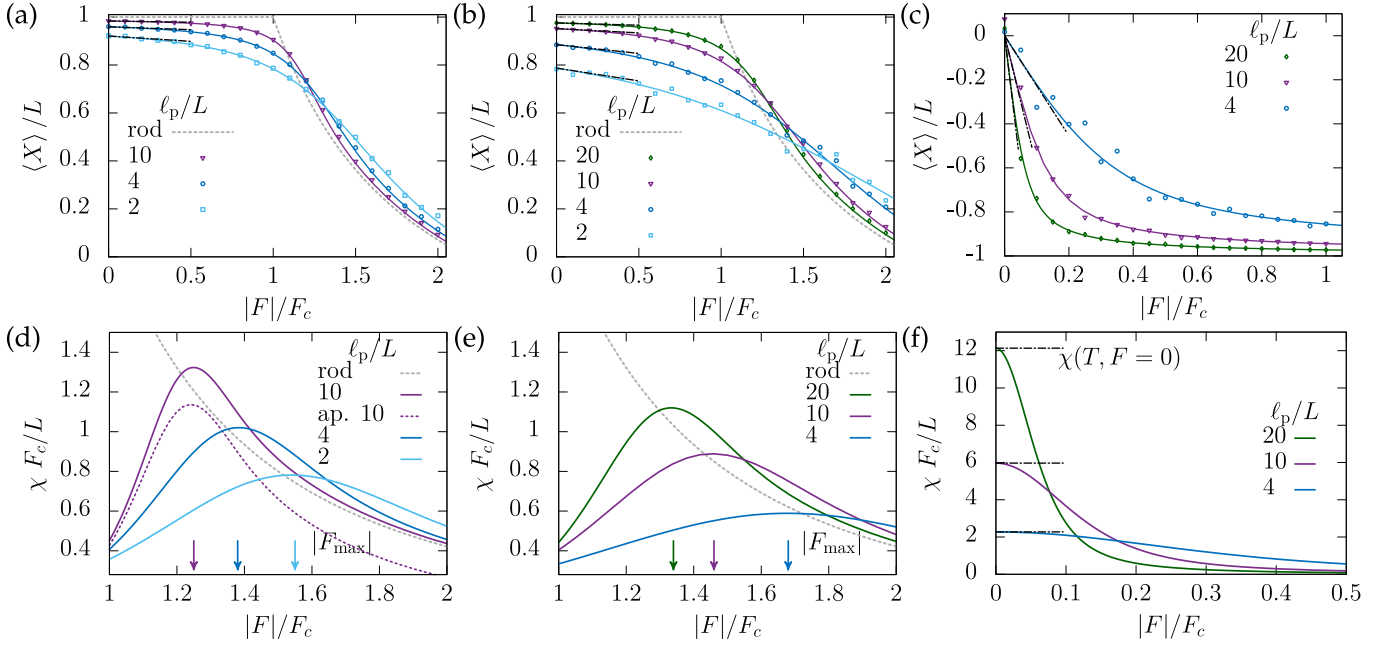 (a)
⟨X⟩/L
1
0.8
0.6
0.4
0.2
0
ℓp/L
rod
10
4
2
0 0.5 1 1.5 2
|F|/Fc
(b)
⟨X⟩/L
1
0.8
0.6
0.4
0.2
0
ℓp/L
rod
20
10
4
2
0 0.5 1 1.5 2
|F|/Fc
(c)
⟨X⟩/L
0
-0.2
-0.4
-0.6
-0.8
-1
ℓp/L
20
10
4
0 0.2 0.4 0.6 0.8 1
|F|/Fc
(d)
χ Fc/L
1.4
1.2
1
0.8
0.6
0.4
ℓp/L
rod
10
ap. 10
4
2
|Fmax|
1 1.2 1.4 1.6 1.8 2
|F|/Fc
(e)
χ Fc/L
1.4
1.2
1
0.8
0.6
0.4
ℓp/L
rod
20
10
4
|Fmax|
1 1.2 1.4 1.6 1.8 2
|F|/Fc
(f)
χ Fc/L
12
10
8
6
4
2
0
χ(T, F = 0)
ℓp/L
20
10
4
0 0.1 0.2 0.3 0.4 0.5
|F|/Fc